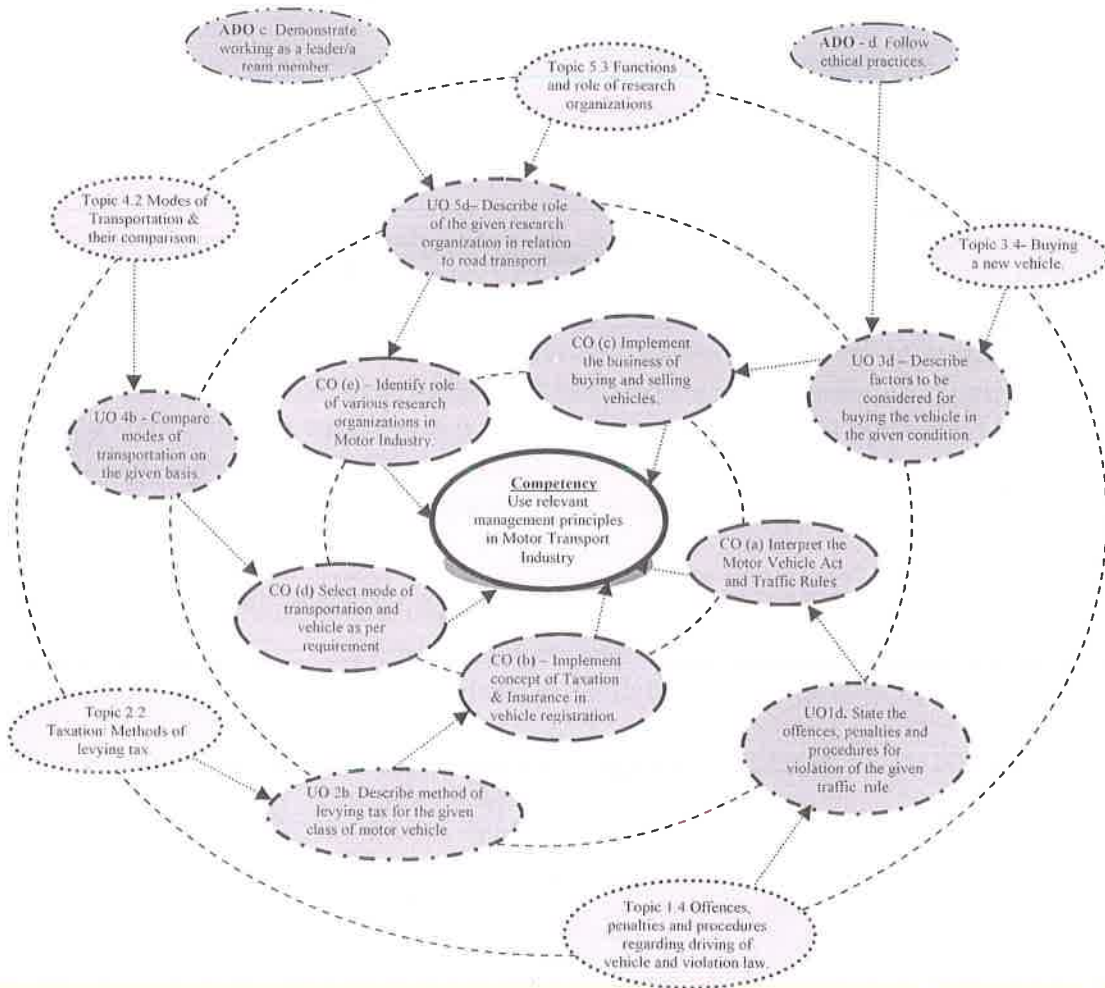 ADO c. Demonstrate
working as a leader/a
team member.
ADO - d. Follow
ethical practices.
Topic 5.3 Functions
and role of research
organizations
Topic 4.2 Modes of
Transportation &
their comparison.
UO 5d– Describe role
of the given research
organization in relation
to road transport
Topic 3.4- Buying
a new vehicle.
CO (c) Implement
the business of
buying and selling
vehicles.
UO 3d – Describe
factors to be
considered for
buying the vehicle in
the given condition
CO (e) – Identify role
of various research
organizations in
Motor Industry.
UO 4b - Compare
modes of
transportation on
the given basis.
Competency
Use relevant
management principles
in Motor Transport
Industry
CO (a) Interpret the
Motor Vehicle Act
and Traffic Rules
CO (d) Select mode of
transportation and
vehicle as per
requirement
CO (b) – Implement
concept of Taxation
& Insurance in
vehicle registration.
Topic 2.2
Taxation: Methods of
levying tax
UO1d. State the
offences, penalties and
procedures for
violation of the given
traffic rule
UO 2b. Describe method of
levying tax for the given
class of motor vehicle
Topic 1.4 Offences,
penalties and procedures
regarding driving of
vehicle and violation law.